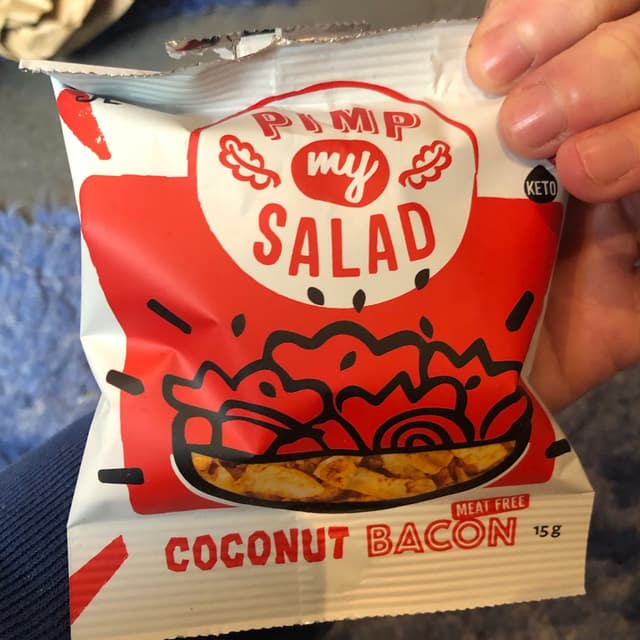 PIMP
my
SALAD
KETO
MEAT FREE
COCONUT BACON 15g